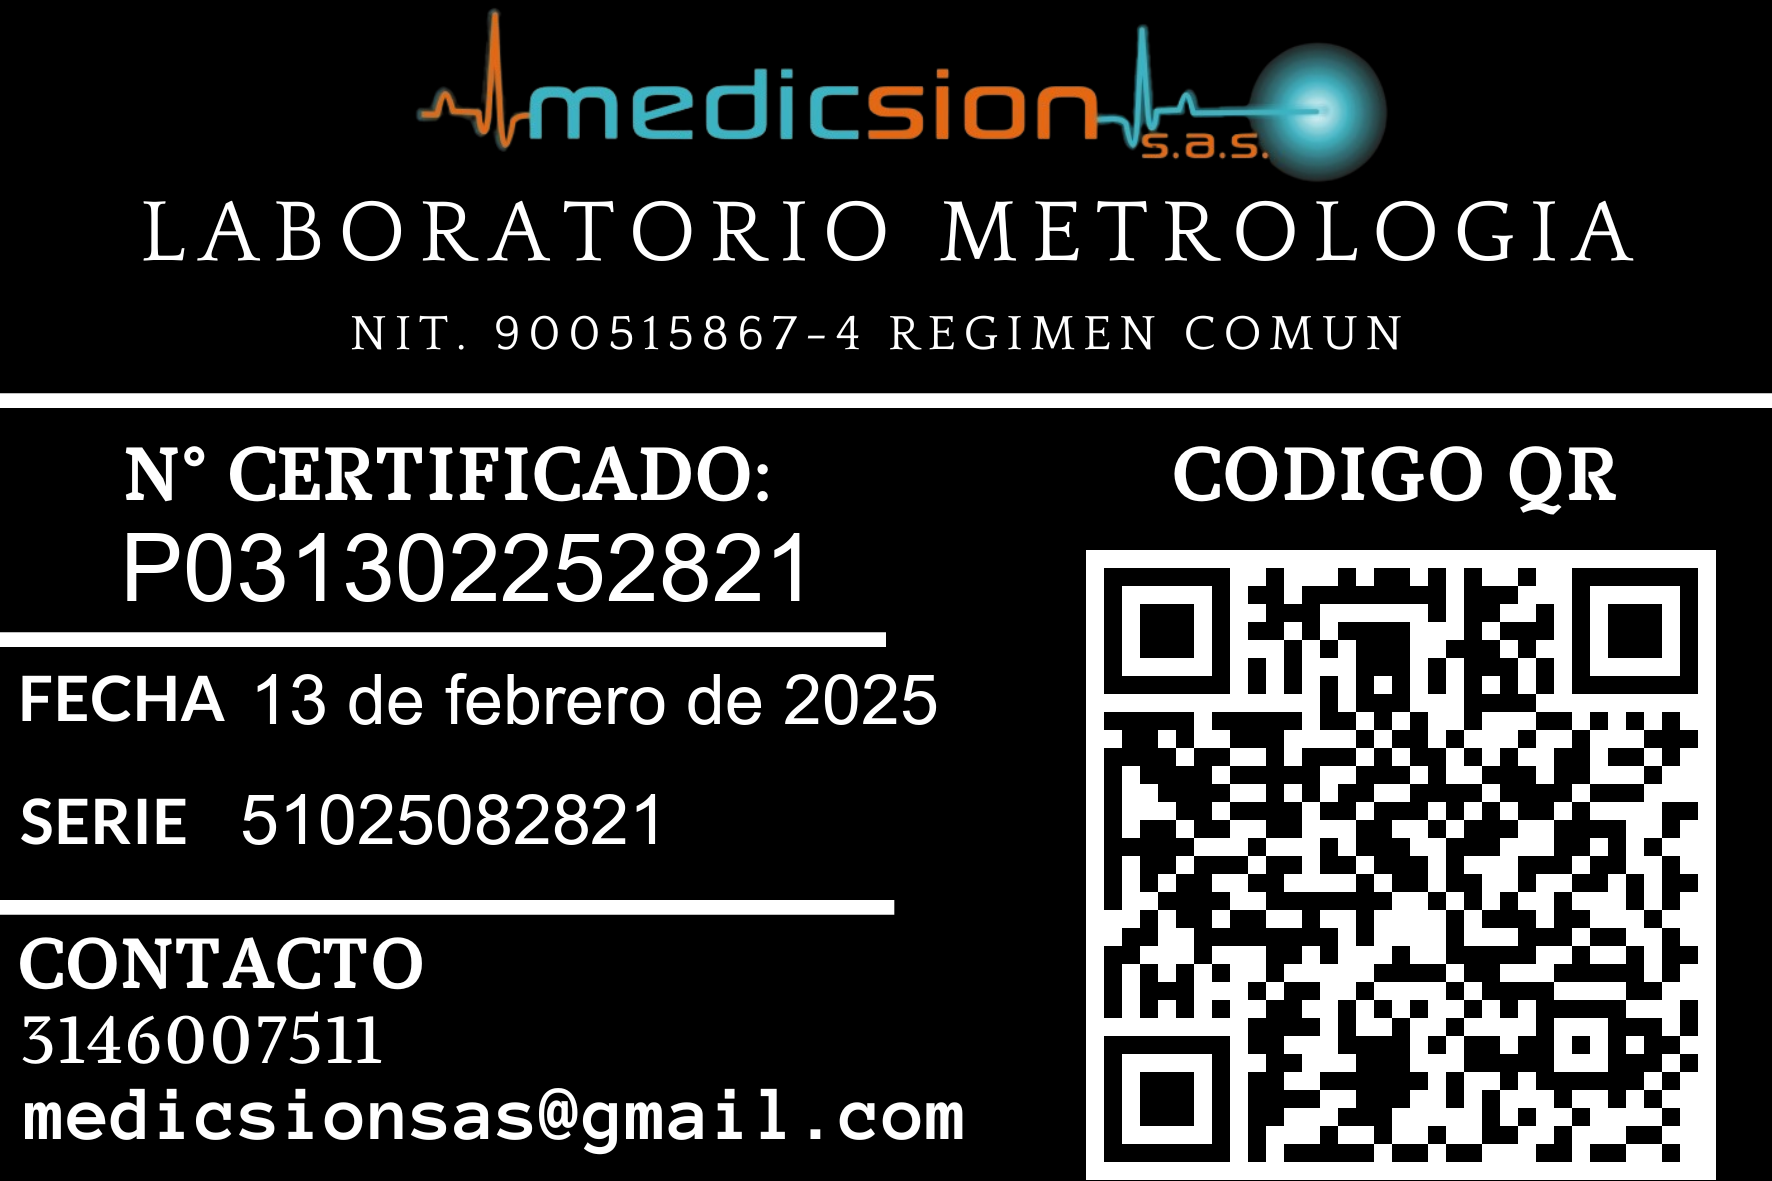 medicsion s.a.s.
LABORATORIO METROLOGIA
NIT. 900515867-4 REGIMEN COMUN
N° CERTIFICADO:
P031302252821
CODIGO QR
FECHA 13 de febrero de 2025
SERIE 51025082821
CONTACTO
3146007511
medicsionsas@gmail.com